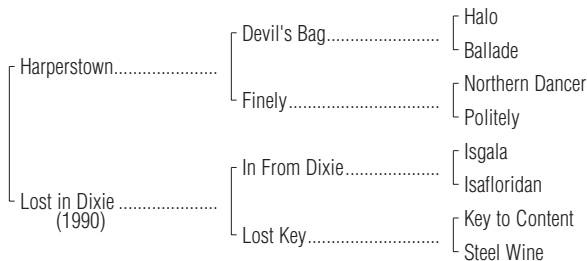 Halo
Devil's Bag
Ballade
Harperstown
Northern Dancer
Finely
Politely
Isgala
In From Dixie
Isafloridan
Lost in Dixie
(1990)
Key to Content
Lost Key
Steel Wine